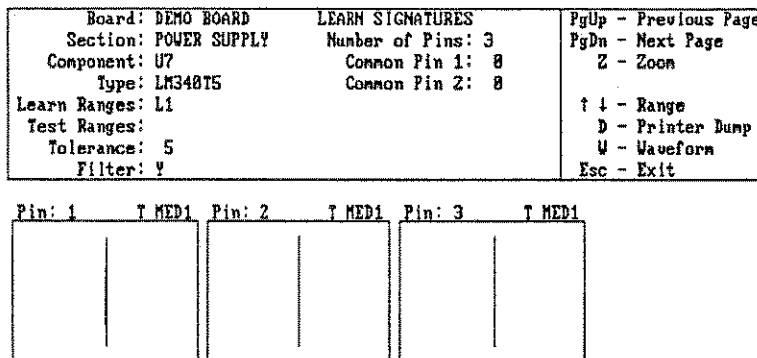 Board: DEMO BOARD LEARN SIGNATURES PgUp - Previous Page
Section: POWER SUPPLY Number of Pins: 3 PgDn - Next Page
Component: U7 Common Pin 1: 0 Z - Zoom
Type: LM340T5 Common Pin 2: 0
Learn Ranges: L1 ↑ ↓ - Range
Test Ranges: D - Printer Dump
Tolerance: 5 W - Waveform
Filter: Y Esc - Exit
Pin: 1 T MED1 Pin: 2 T MED1 Pin: 3 T MED1